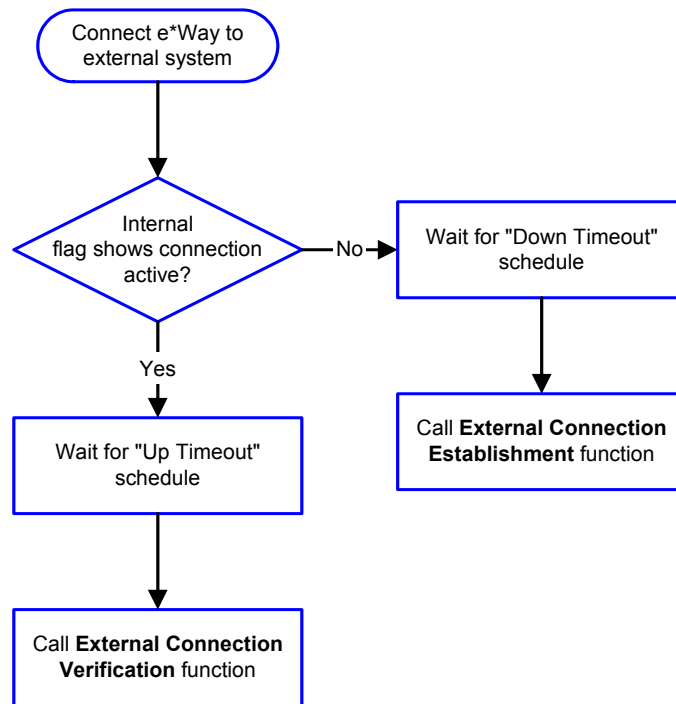 Connect e*Way to
external system
Internal
flag shows connection
active?
No
Wait for "Down Timeout"
schedule
Yes
Call External Connection
Establishment function
Wait for "Up Timeout"
schedule
Call External Connection
Verification function